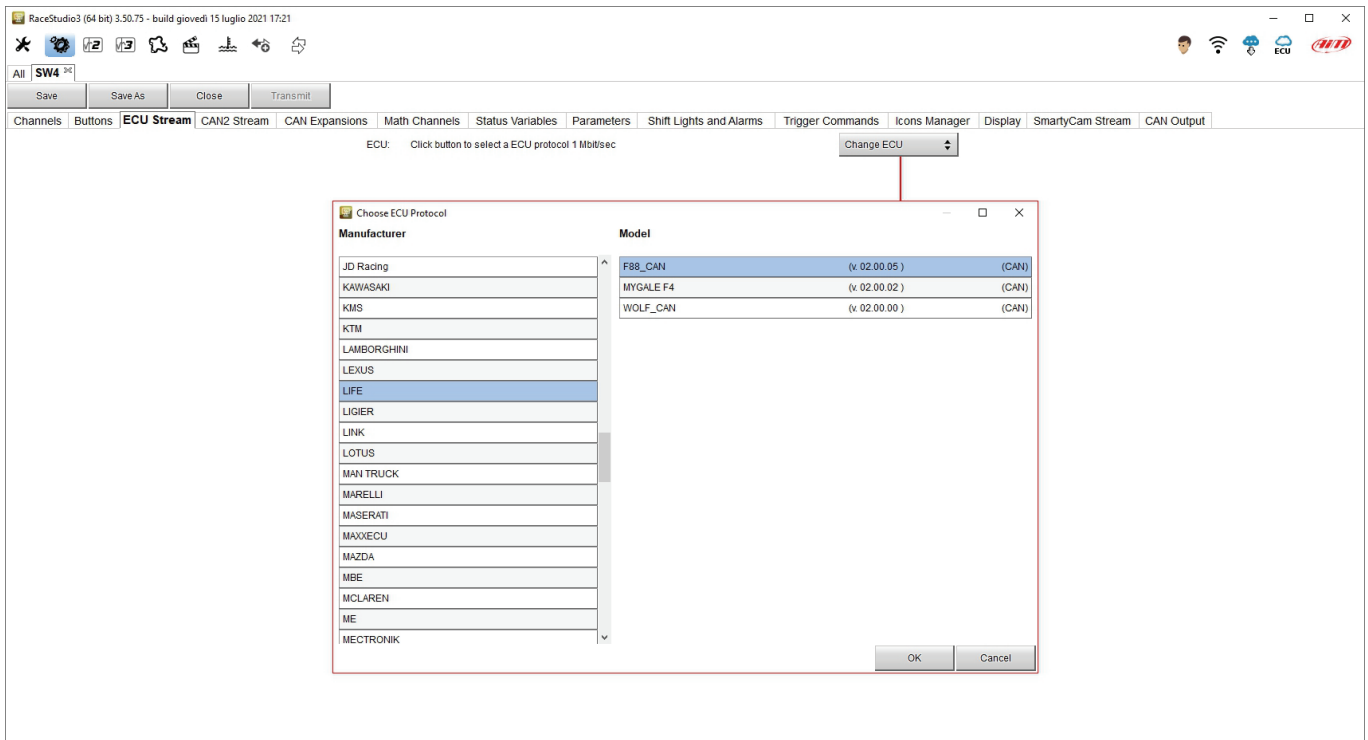 RaceStudio3 (64 bit) 3.50.75 - build giovedì 15 luglio 2021 17:21
ECU
AiM
All SW4
Save Save As Close Transmit
Channels Buttons ECU Stream CAN2 Stream CAN Expansions Math Channels Status Variables Parameters Shift Lights and Alarms Trigger Commands Icons Manager Display SmartyCam Stream CAN Output
ECU: Click button to select a ECU protocol 1 Mbit/sec Change ECU
Choose ECU Protocol
Manufacturer Model
JD Racing F88_CAN (v. 02.00.05 ) (CAN)
KAWASAKI MYGALE F4 (v. 02.00.02 ) (CAN)
KMS WOLF_CAN (v. 02.00.00 ) (CAN)
KTM
LAMBORGHINI
LEXUS
LIFE
LIGIER
LINK
LOTUS
MAN TRUCK
MARELLI
MASERATI
MAXXECU
MAZDA
MBE
MCLAREN
ME
MECTRONIK
OK Cancel